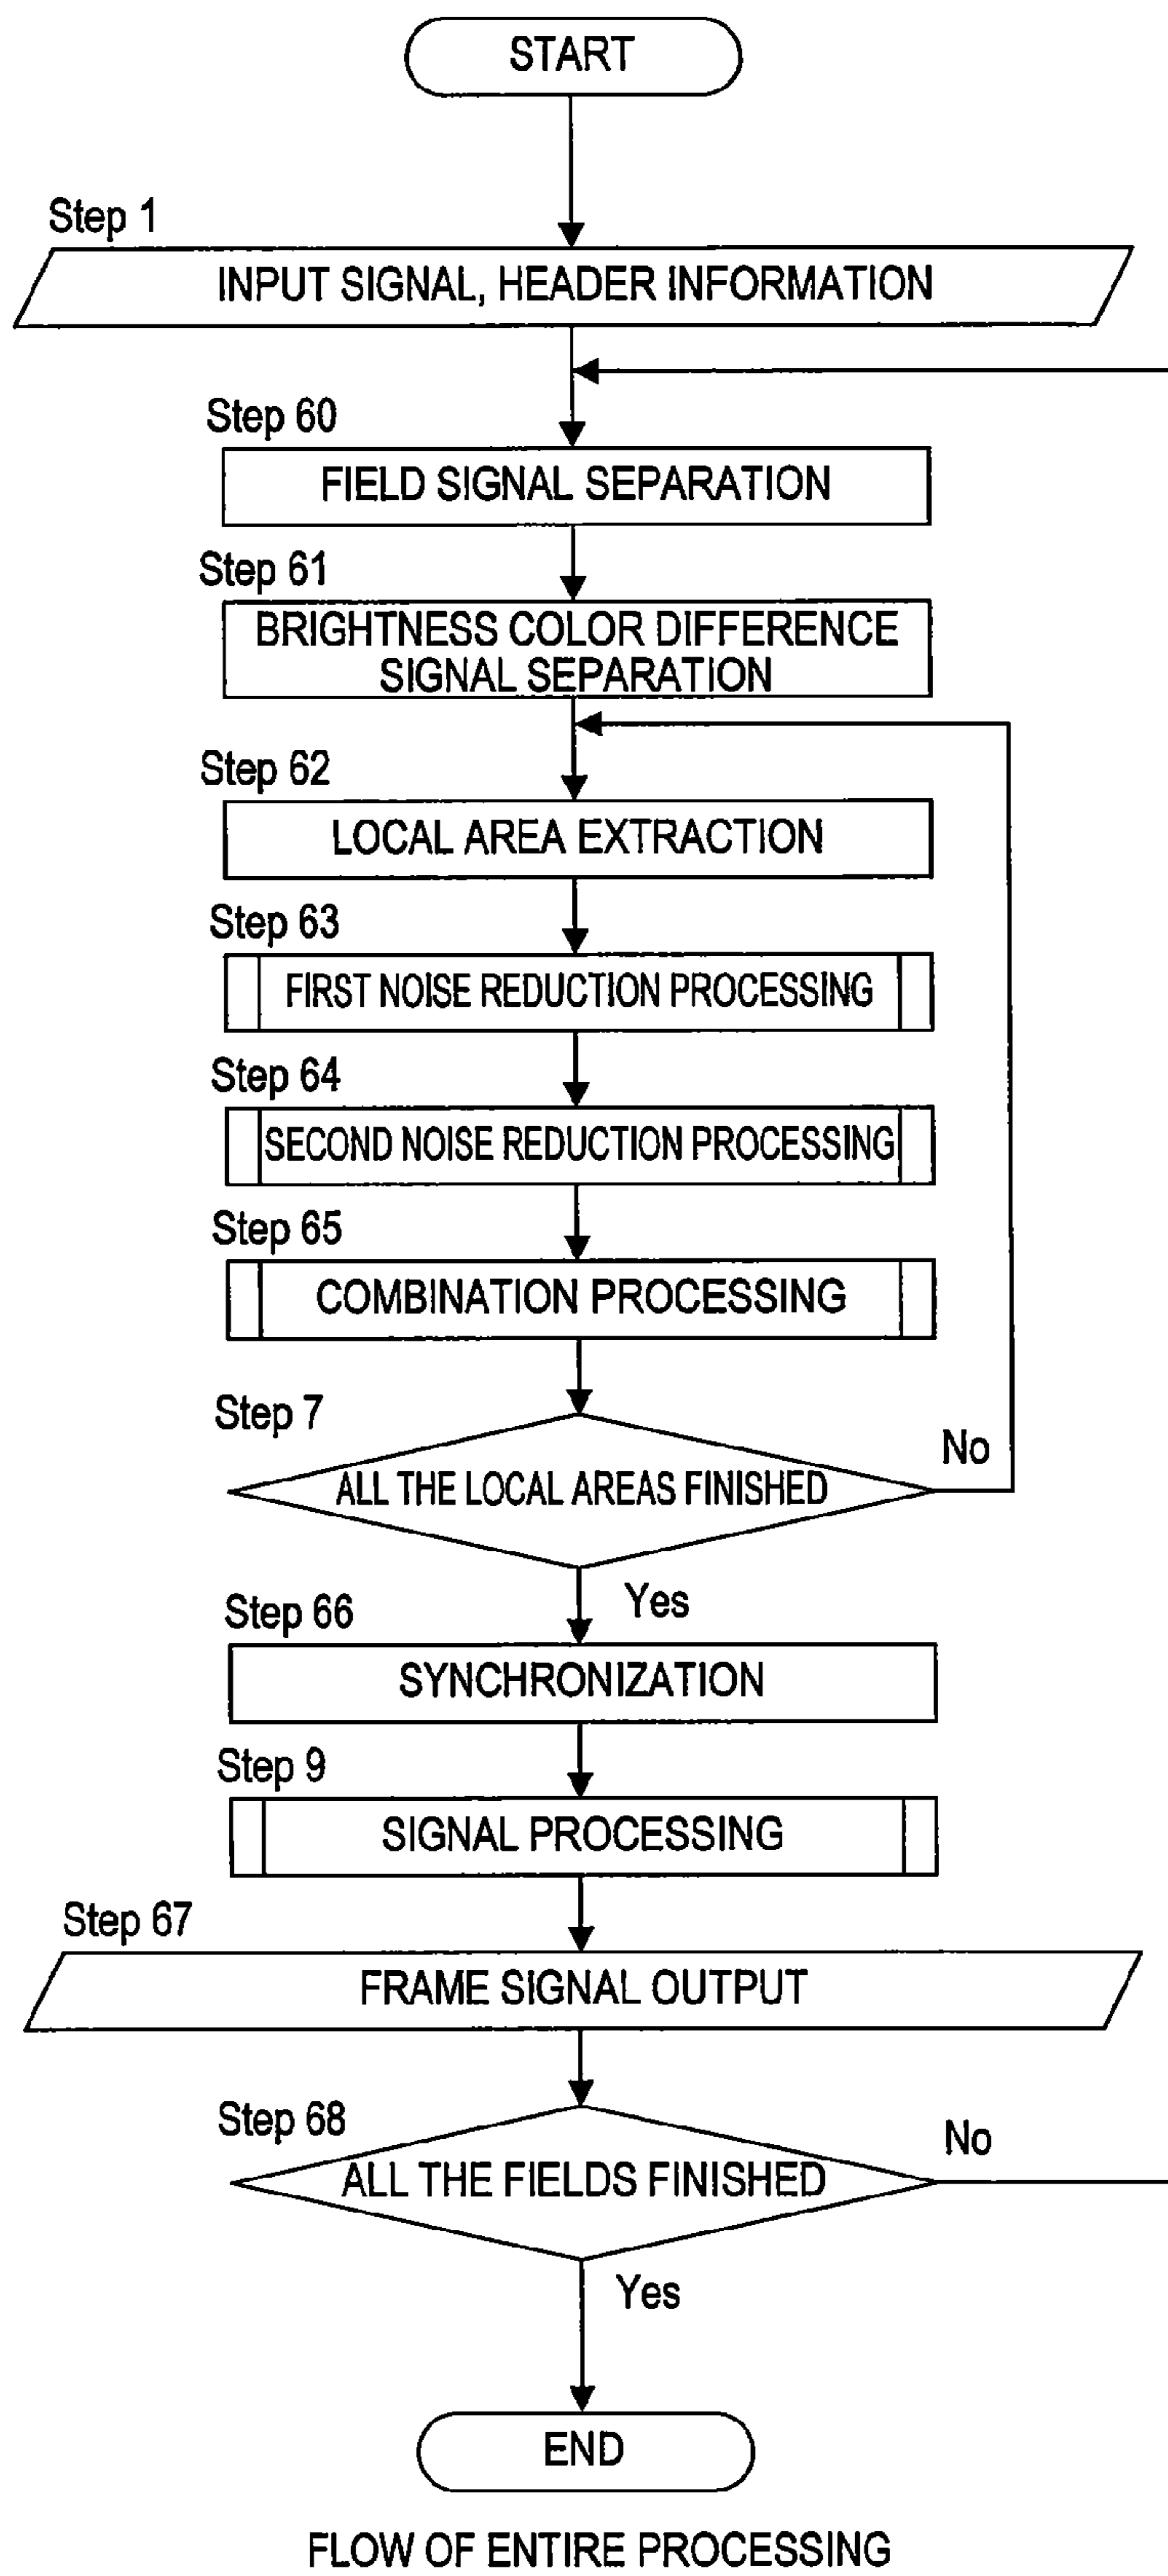 START
Step 1
INPUT SIGNAL, HEADER INFORMATION
Step 60
FIELD SIGNAL SEPARATION
Step 61
BRIGHTNESS COLOR DIFFERENCE
SIGNAL SEPARATION
Step 62
LOCAL AREA EXTRACTION
Step 63
FIRST NOISE REDUCTION PROCESSING
Step 64
SECOND NOISE REDUCTION PROCESSING
Step 65
COMBINATION PROCESSING
Step 7
No
ALL THE LOCAL AREAS FINISHED
Yes
Step 66
SYNCHRONIZATION
Step 9
SIGNAL PROCESSING
Step 67
FRAME SIGNAL OUTPUT
Step 68
No
ALL THE FIELDS FINISHED
Yes
END
FLOW OF ENTIRE PROCESSING